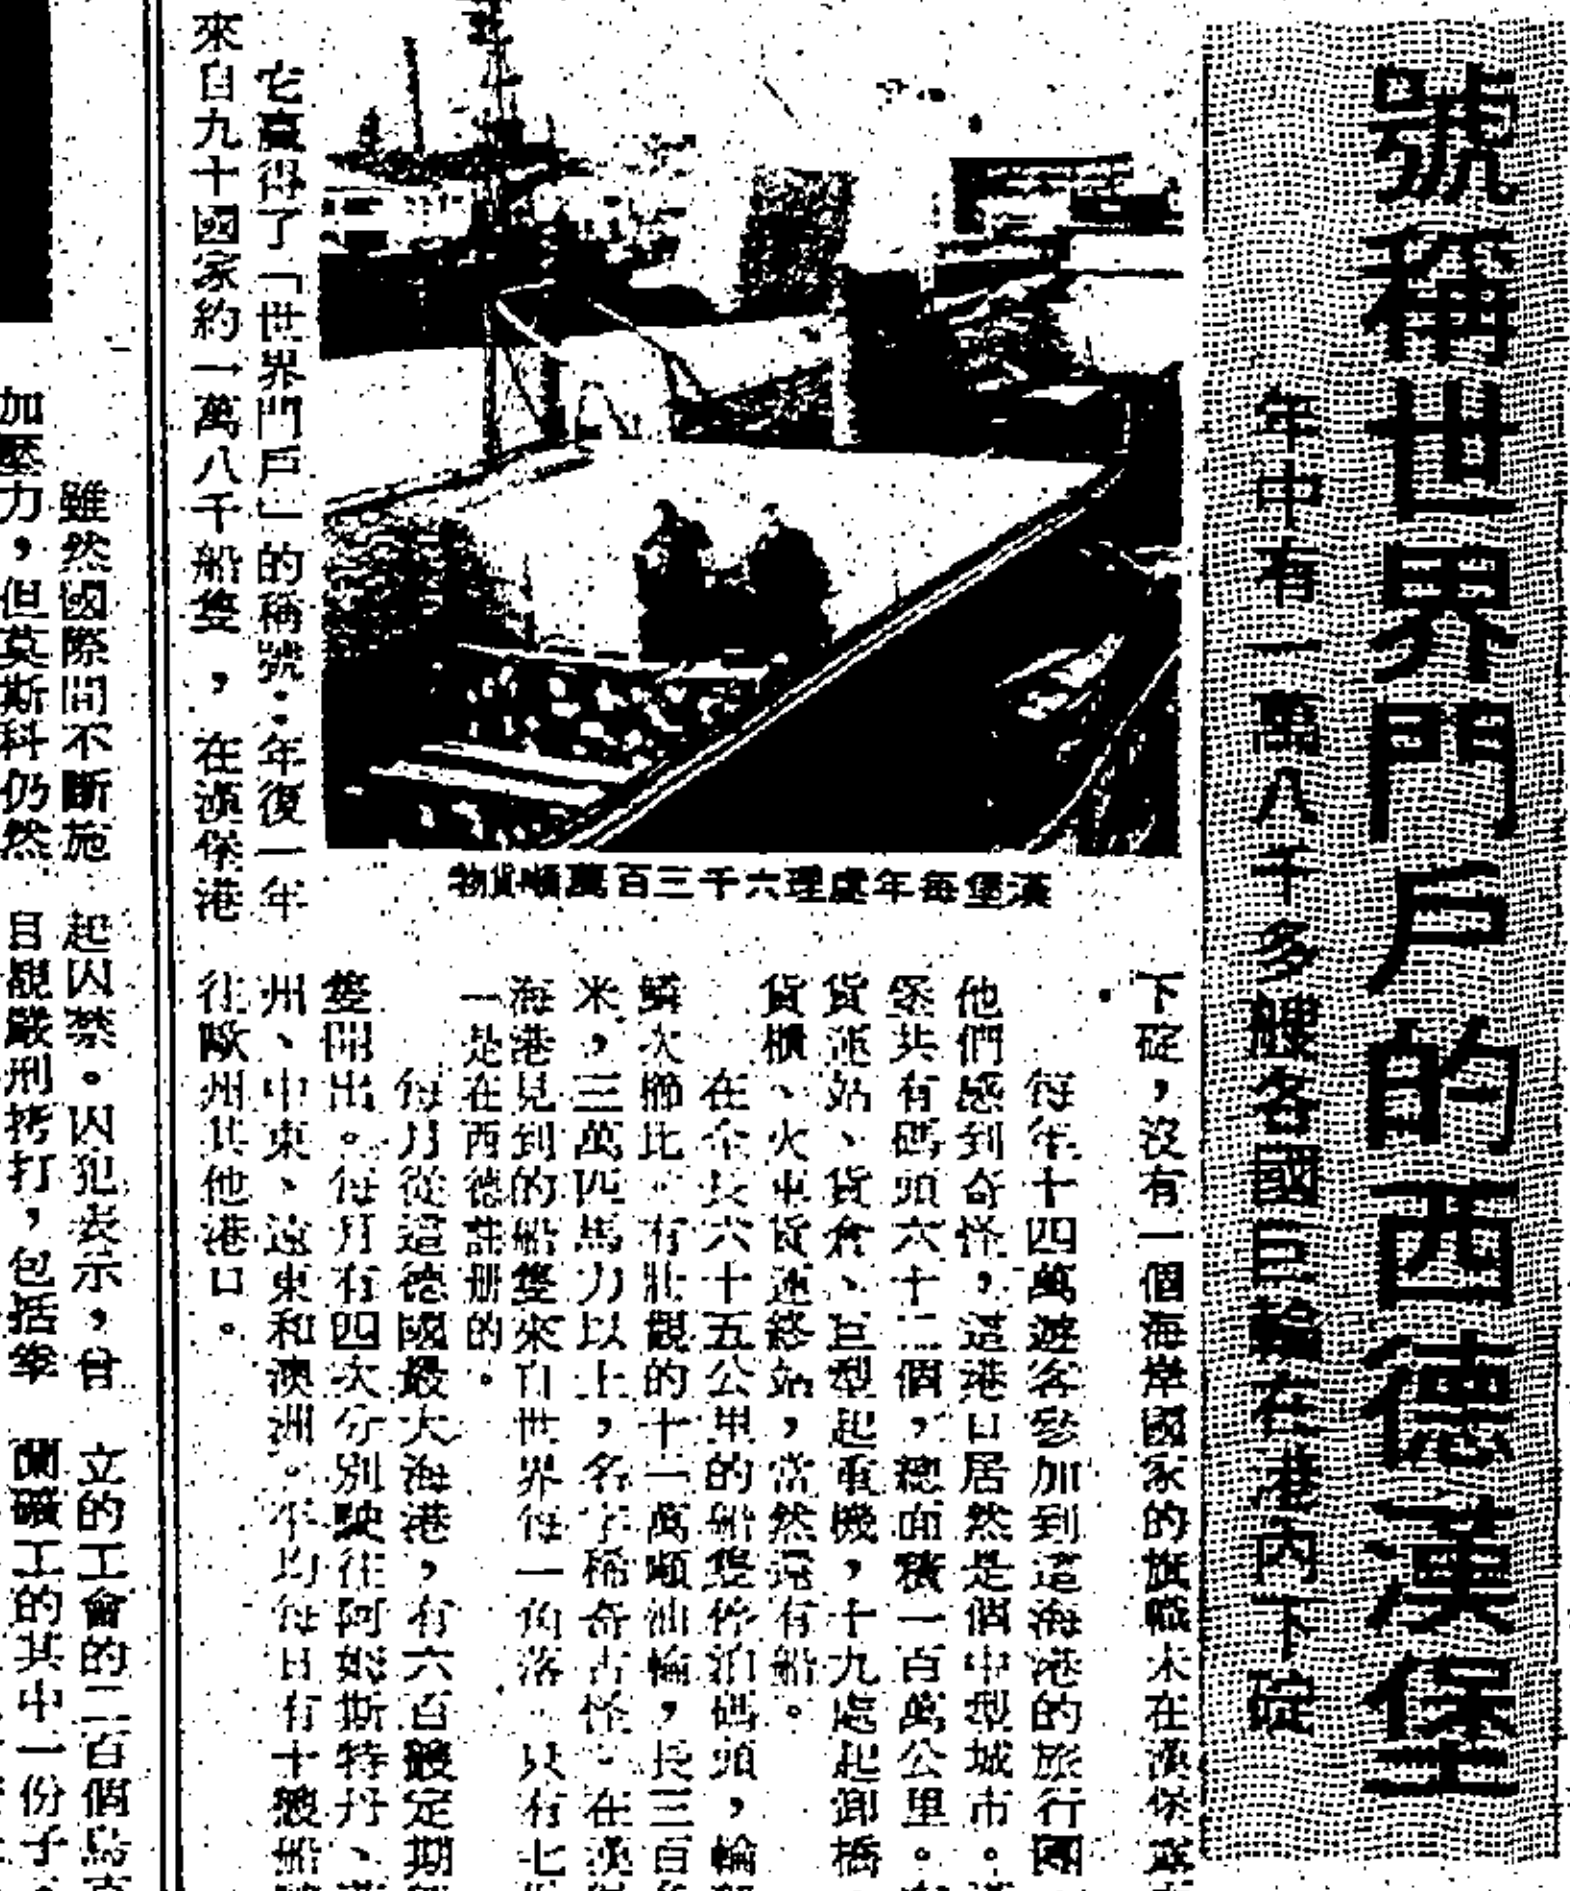 號稱世界門戶的西德漢堡
年中有一萬八千多艘各國巨輪在港內下碇
漢堡每年處理六千三百萬噸貨物
它贏得了「世界門戶」的稱號:年復一年
來自九十國家約一萬八千船隻,在漢堡港
下碇,沒有一個海岸國家的旗幟未在漢堡
每年十四萬遊客參加到這海港的旅行團
他們感到奇怪,這港口居然是個中型城市。
堡共有碼頭六十二個,總面積一百萬公里。
貨運站、貨倉、巨型起重機,十九處起卸橋
貨櫃、火車貨運終站,當然還有船。
在全長六十五公里的船隻停泊碼頭,輪
鱗次櫛比。有壯觀的十一萬噸油輪,長三百
米,三萬匹馬力以上,名字稀奇古怪。在漢
海港見到的船隻來自世界每一角落。只有七
一是在西德註册的。
每月從這德國最大海港,有六百艘定期
隻開出。每月有四次分別駛往阿姆斯特丹、
州、中東、遠東和澳洲。平均每日有十艘船
往歐州其他港口。
雖然國際間不斷施
加壓力,但莫斯科仍然
起囚禁。囚犯表示,曾
目覩嚴刑拷打,包括拳
立的工會的二百個烏克
蘭礦工的其中一份子。